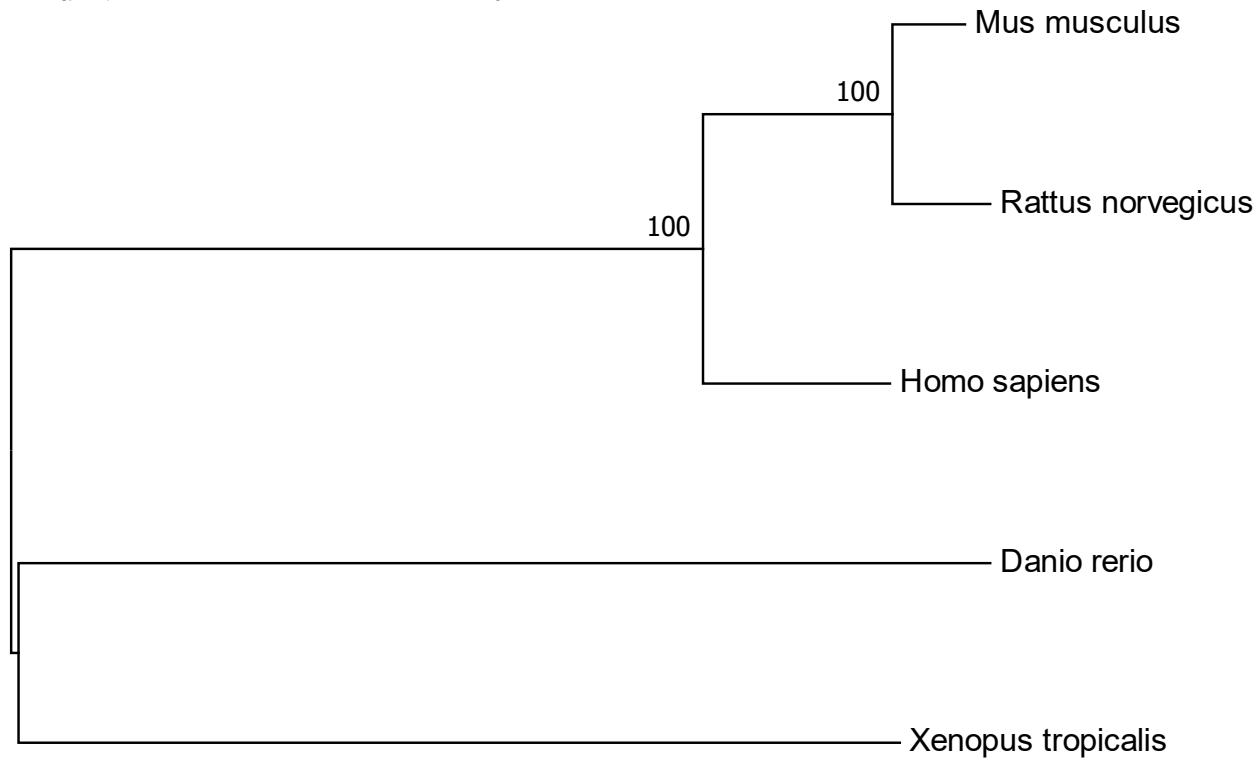 Mus musculus
100
Rattus norvegicus
100
Homo sapiens
Danio rerio
Xenopus tropicalis